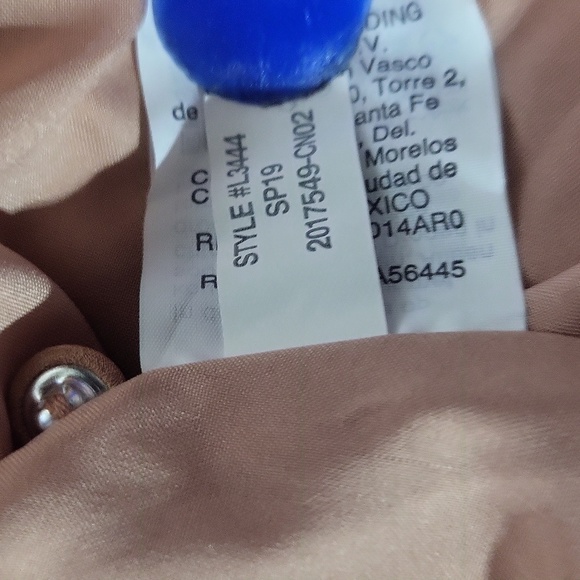 DING
V.
Vasco
de
0, Torre 2,
anta Fe
Del.
Morelos
C
udad de
C
XICO
R
014AR0
R
A56445
STYLE #L3444
SP19
2017549-CN02